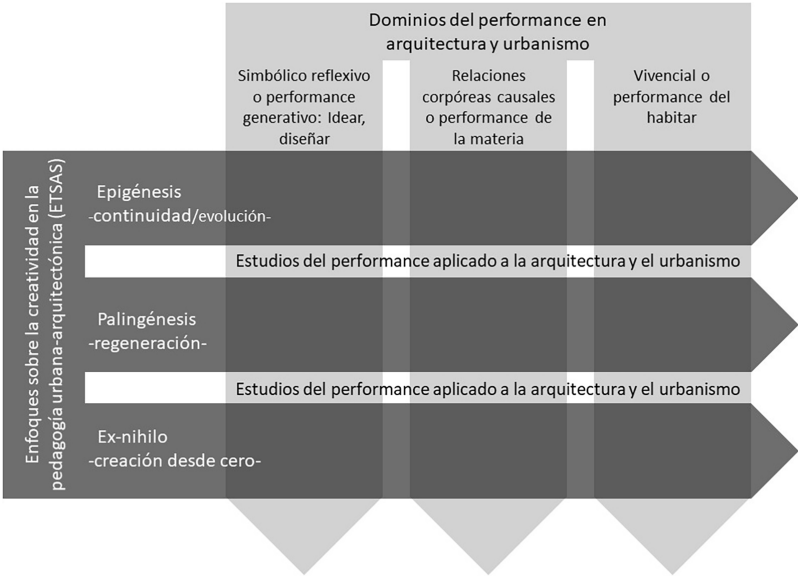 Dominios del performance en
arquitectura y urbanismo
Simbólico reflexivo
o performance
generativo: Idear,
diseñar
Relaciones
corpóreas causales
o performance de
la materia
Vivencial o
performance del
habitar
Enfoques sobre la creatividad en la
pedagogía urbana-arquitectónica (ETSAS)
Epigénesis
-continuidad/evolución-
Estudios del performance aplicado a la arquitectura y el urbanismo
Palingénesis
-regeneración-
Estudios del performance aplicado a la arquitectura y el urbanismo
Ex-nihilo
-creación desde cero-